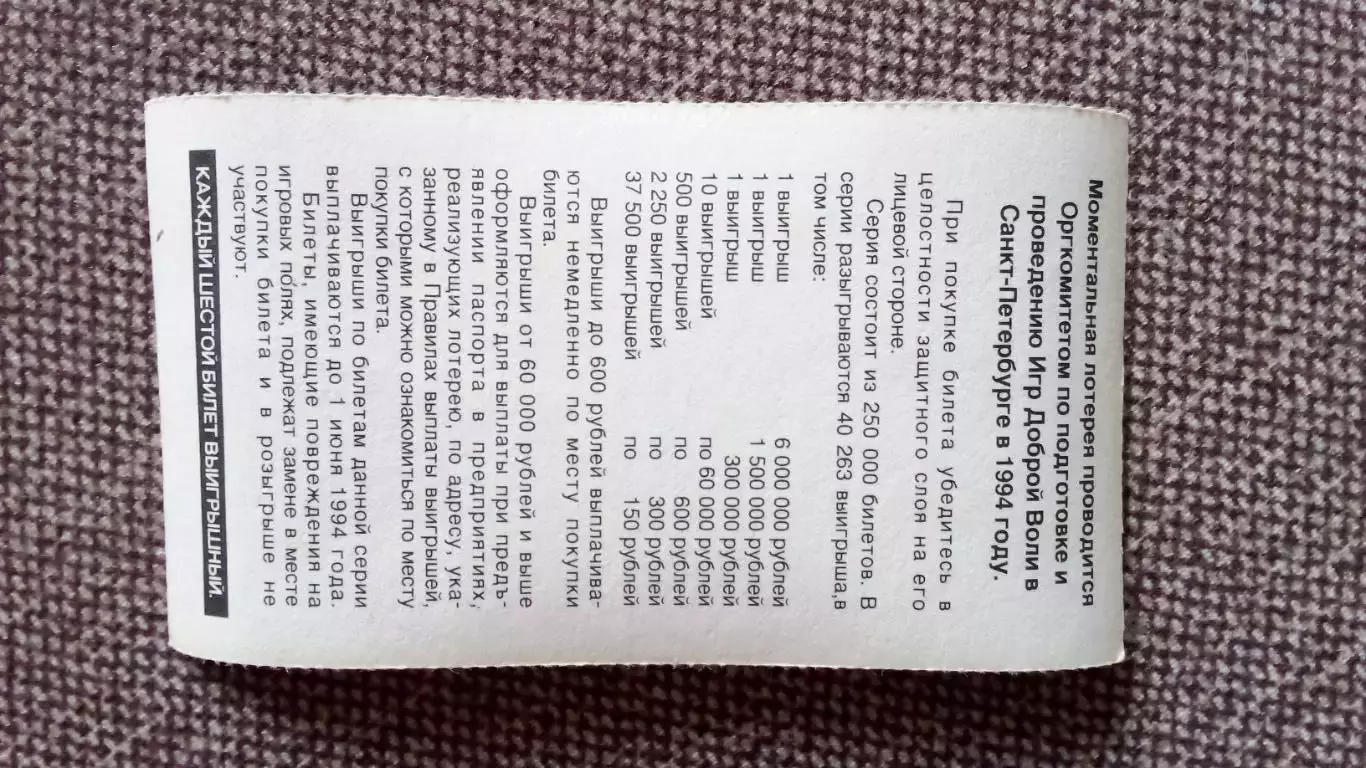 Моментальная лотерея проводится
Оргкомитетом по подготовке и
проведению Игр Доброй Воли в
Санкт-Петербурге в 1994 году.
При покупке билета убедитесь в
целостности защитного слоя на его
лицевой стороне.
Серия состоит из 250 000 билетов. В
серии разыгрываются 40 263 выигрыша,в
том числе:
1 выигрыш 6 000 000 рублей
1 выигрыш 1 500 000 рублей
1 выигрыш 300 000 рублей
10 выигрышей по 60 000 рублей
500 выигрышей по 600 рублей
2 250 выигрышей по 300 рублей
37 500 выигрышей по 150 рублей
Выигрыши до 600 рублей выплачива-
ются немедленно по месту покупки
билета.
Выигрыши от 60 000 рублей и выше
оформляются для выплаты при предъ-
явлении паспорта в предприятиях,
реализующих лотерею, по адресу, ука-
занному в Правилах выплаты выигрышей,
с которыми можно ознакомиться по месту
покупки билета.
Выигрыши по билетам данной серии
выплачиваются до 1 июня 1994 года.
Билеты, имеющие повреждения на
игровых полях, подлежат замене в месте
покупки билета и в розыгрыше не
участвуют.
КАЖДЫЙ ШЕСТОЙ БИЛЕТ ВЫИГРЫШНЫЙ.